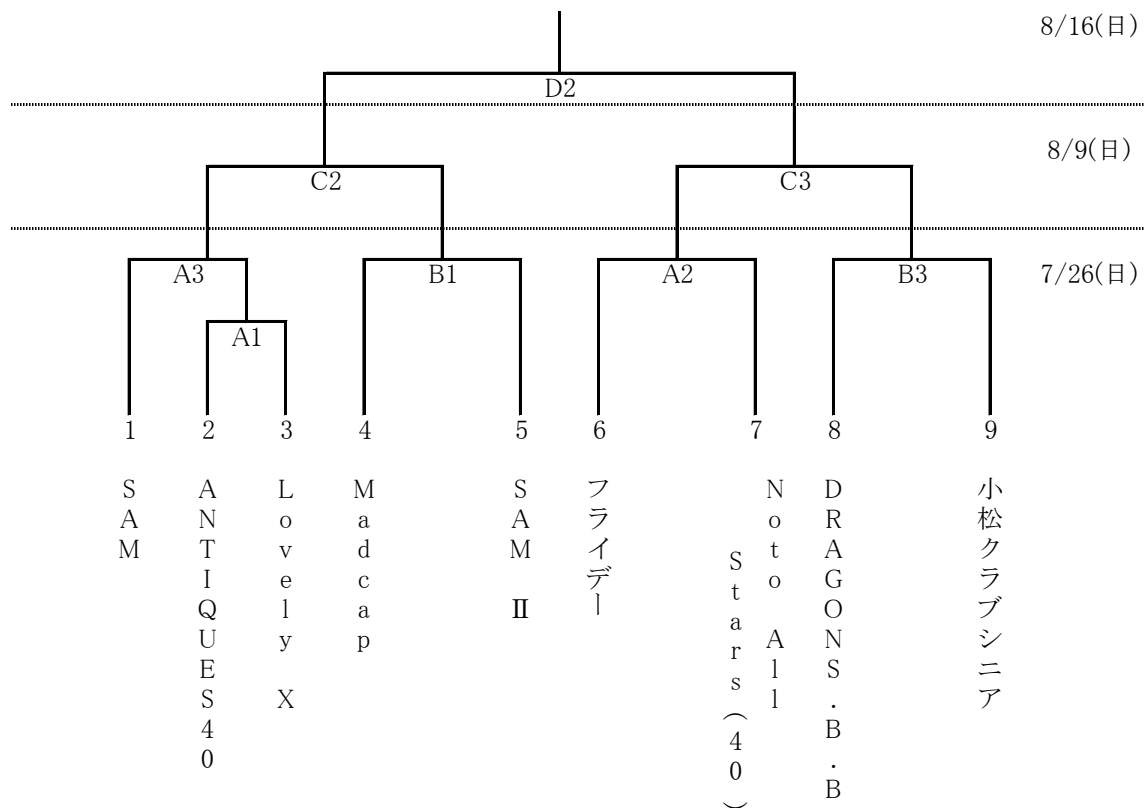 8/16(日)
D2
8/9(日)
C2
C3
A3
B1
A2
B3
7/26(日)
A1
1
2
3
4
5
6
7
8
9
SAM
ANTIQUES40
Lovely X
Madcap
SAM Ⅱ
フライデー
Noto All
Stars(40)
DRAGONS.B.B
小松クラブシニア